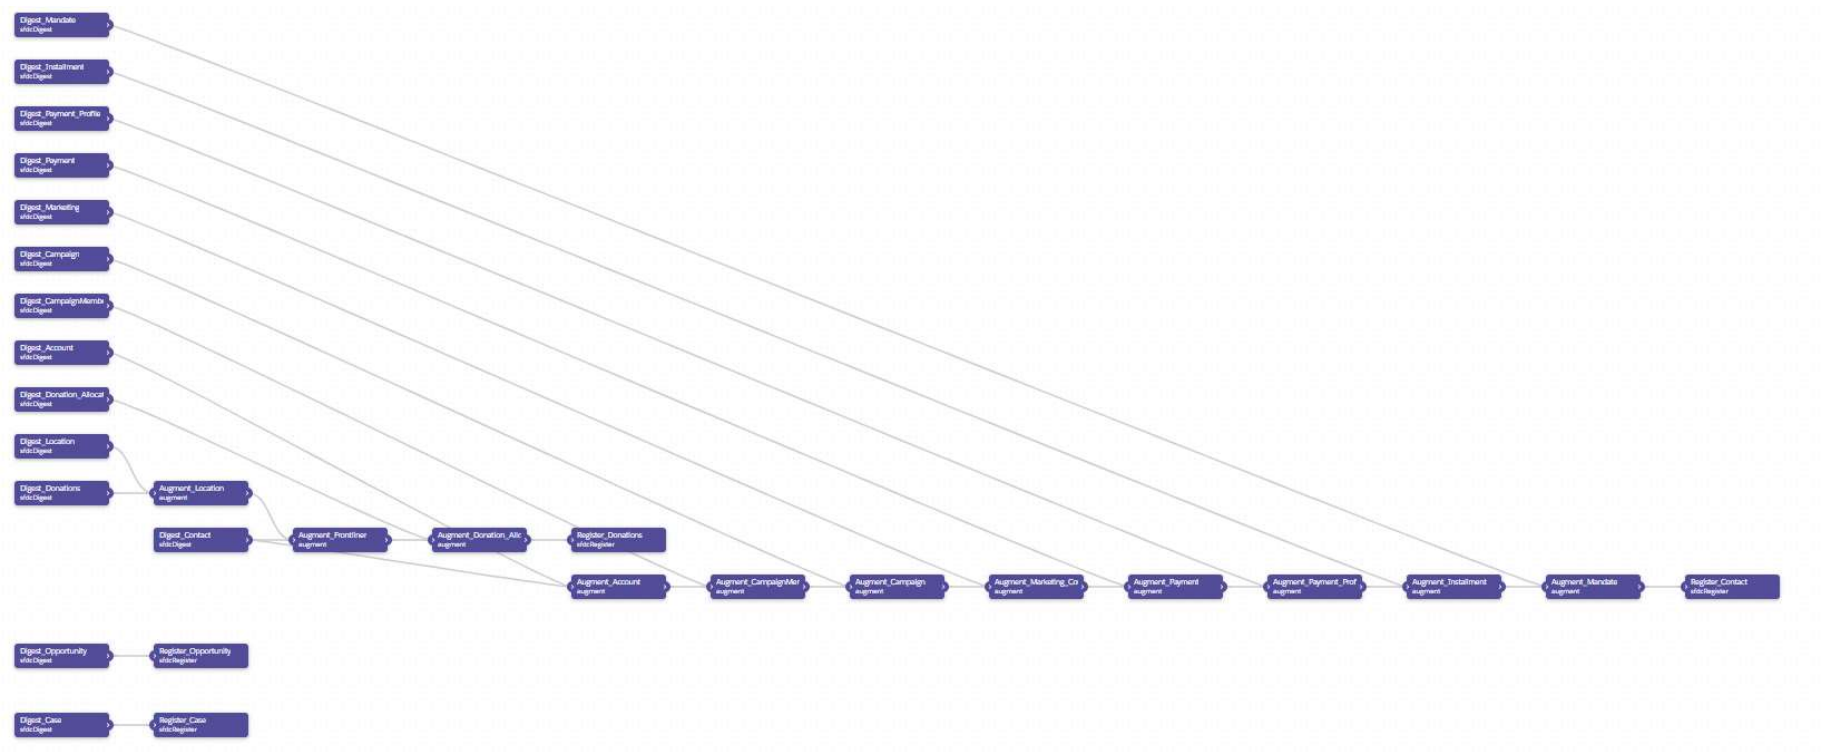 Digest_Mandate
sfdcDigest
Digest_Installment
sfdcDigest
Digest_Payment_Profile
sfdcDigest
Digest_Payment
sfdcDigest
Digest_Marketing
sfdcDigest
Digest_Campaign
sfdcDigest
Digest_CampaignMembe
sfdcDigest
Digest_Account
sfdcDigest
Digest_Donation_Allocat
sfdcDigest
Digest_Location
sfdcDigest
Digest_Donations
sfdcDigest
Augment_Location
augment
Digest_Contact
sfdcDigest
Augment_Frontliner
augment
Augment_Donation_Allc
augment
Register_Donations
sfdcRegister
Augment_Account
augment
Augment_CampaignMer
augment
Augment_Campaign
augment
Augment_Marketing_Co
augment
Augment_Payment
augment
Augment_Payment_Prof
augment
Augment_Installment
augment
Augment_Mandate
augment
Register_Contact
sfdcRegister
Digest_Opportunity
sfdcDigest
Register_Opportunity
sfdcRegister
Digest_Case
sfdcDigest
Register_Case
sfdcRegister